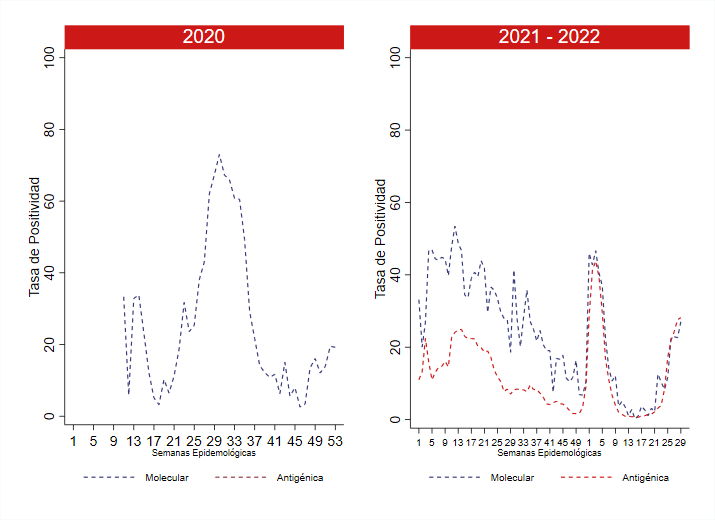 2020
Tasa de Positividad
100
80
60
40
20
0
1 5 9 13 17 21 25 29 33 37 41 45 49 53
Semanas Epidemológicas
Molecular Antigénica
2021 - 2022
Tasa de Positividad
100
80
60
40
20
0
1 5 9 13 17 21 25 29 33 37 41 45 49 1 5 9 13 17 21 25 29
Semanas Epidemológicas
Molecular Antigénica